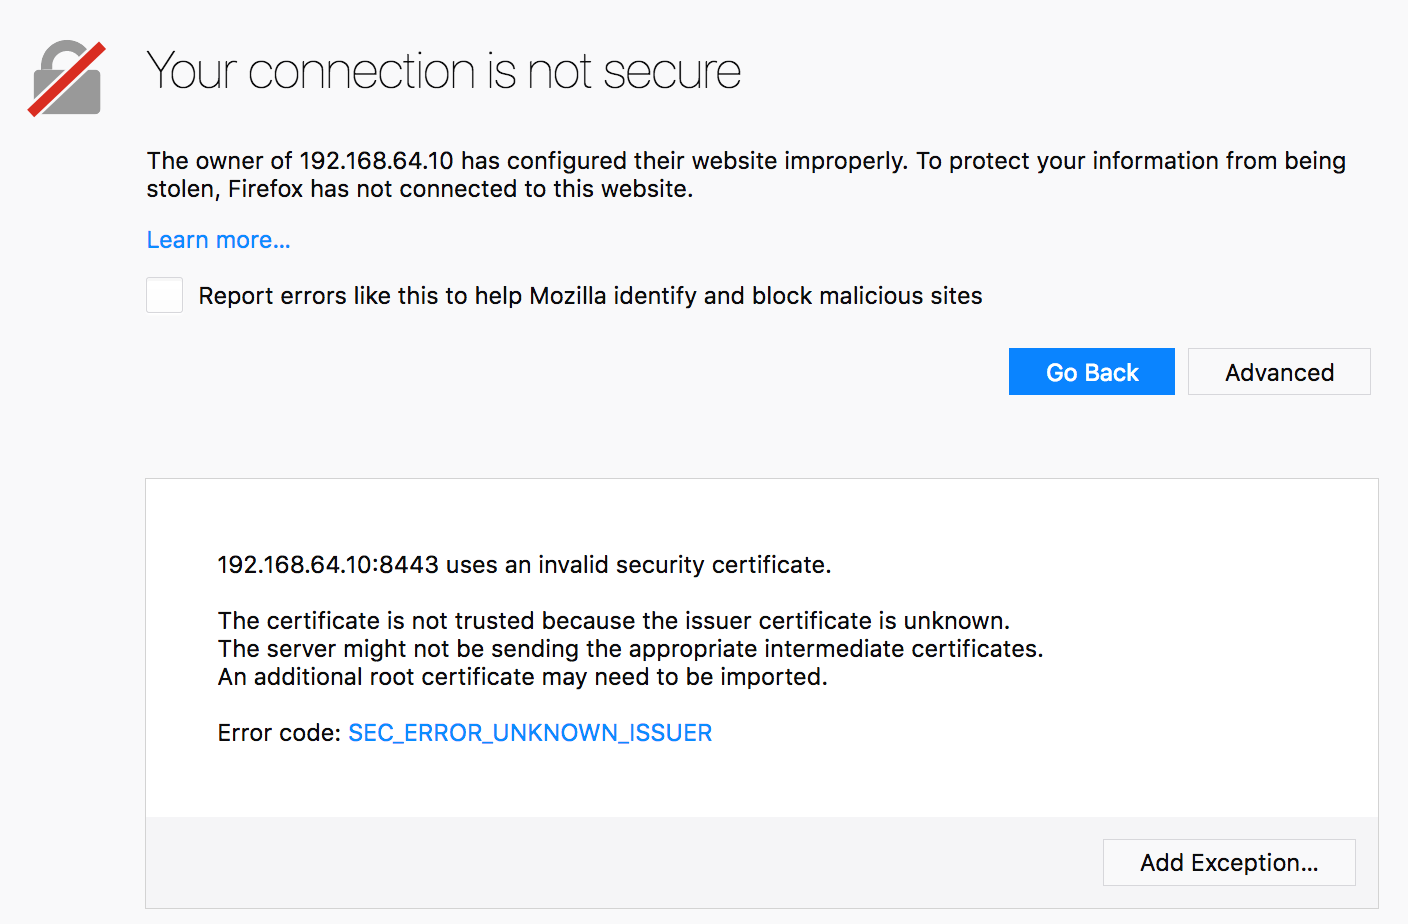 Your connection is not secure
The owner of 192.168.64.10 has configured their website improperly. To protect your information from being
stolen, Firefox has not connected to this website.
Learn more...
Report errors like this to help Mozilla identify and block malicious sites
Go Back
Advanced
192.168.64.10:8443 uses an invalid security certificate.
The certificate is not trusted because the issuer certificate is unknown.
The server might not be sending the appropriate intermediate certificates.
An additional root certificate may need to be imported.
Error code: SEC_ERROR_UNKNOWN_ISSUER
Add Exception...